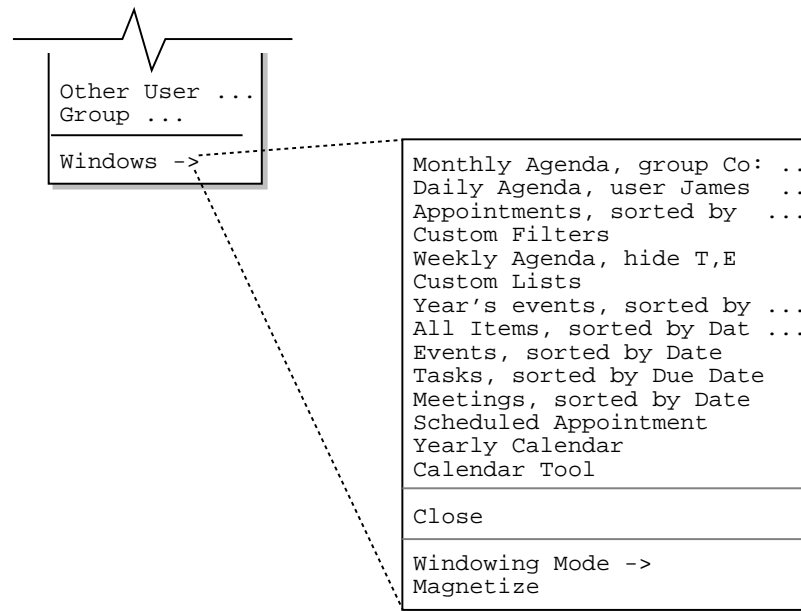 Other User ...
Group ...
Windows ->
Monthly Agenda, group Co: ..
Daily Agenda, user James ..
Appointments, sorted by ...
Custom Filters
Weekly Agenda, hide T,E
Custom Lists
Year's events, sorted by ...
All Items, sorted by Dat ...
Events, sorted by Date
Tasks, sorted by Due Date
Meetings, sorted by Date
Scheduled Appointment
Yearly Calendar
Calendar Tool
Close
Windowing Mode ->
Magnetize